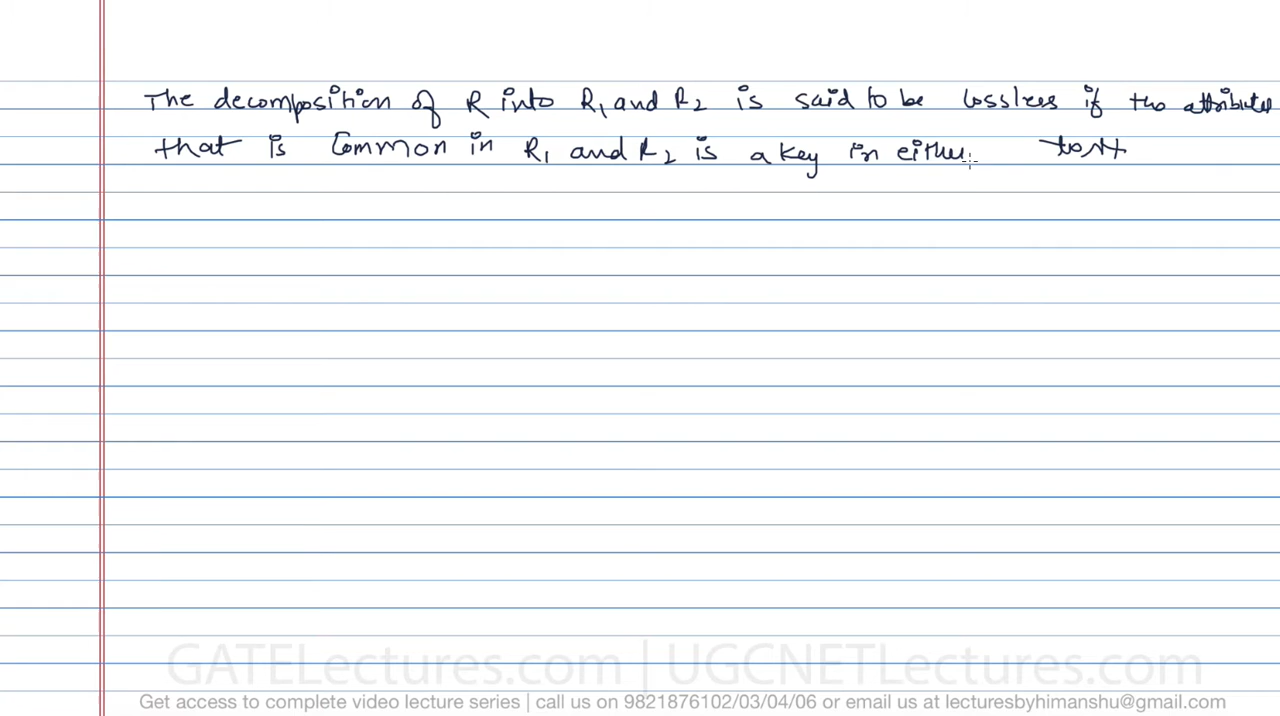 The decomposition of R into R₁ and R₂ is said to be lossless if the attribute
that is Common in R₁ and R₂ is a key in either
GATELectures.com | UGCNETLectures.com
Get access to complete video lecture series | call us on 9821876102/03/04/06 or email us at lecturesbyhimanshu@gmail.com